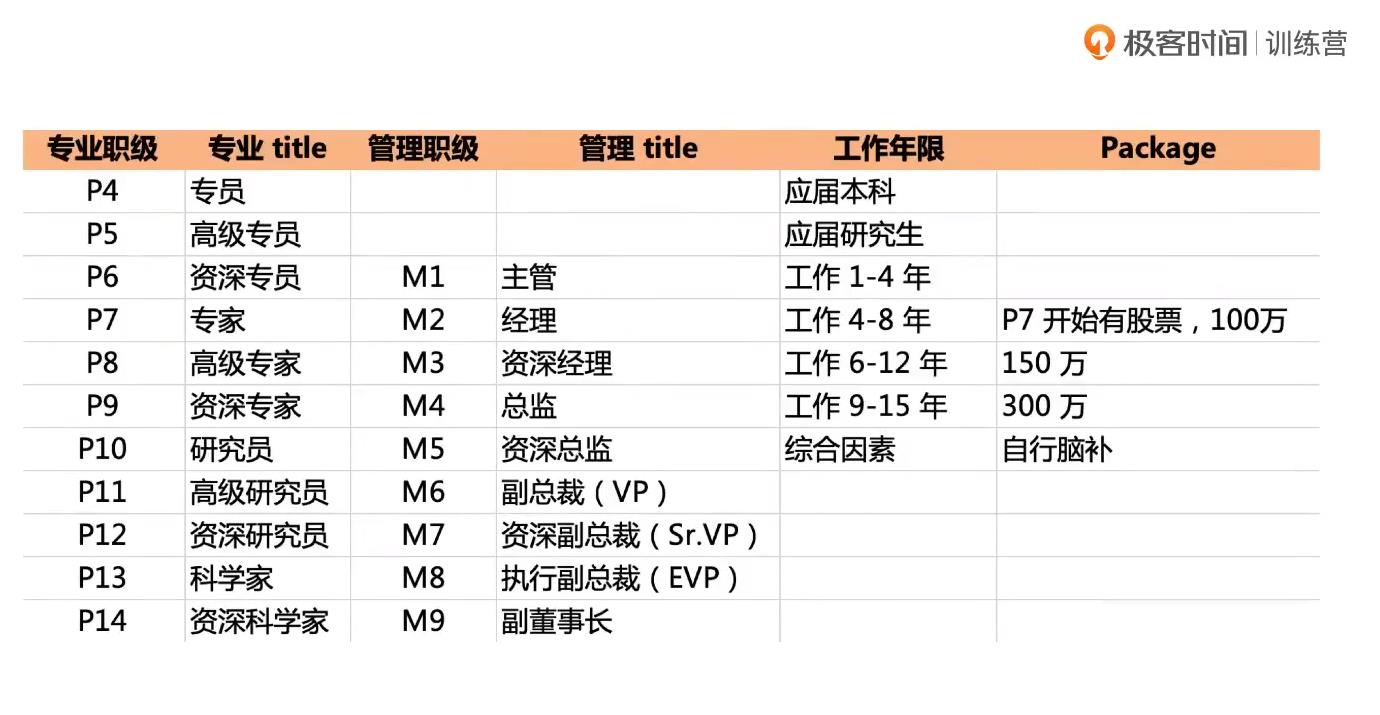 极客时间 | 训练营
专业职级 专业 title 管理职级 管理 title 工作年限 Package
P4 专员 应届本科
P5 高级专员 应届研究生
P6 资深专员 M1 主管 工作 1-4 年
P7 专家 M2 经理 工作 4-8 年 P7 开始有股票，100万
P8 高级专家 M3 资深经理 工作 6-12 年 150 万
P9 资深专家 M4 总监 工作 9-15 年 300 万
P10 研究员 M5 资深总监 综合因素 自行脑补
P11 高级研究员 M6 副总裁（VP）
P12 资深研究员 M7 资深副总裁（Sr.VP）
P13 科学家 M8 执行副总裁（EVP）
P14 资深科学家 M9 副董事长